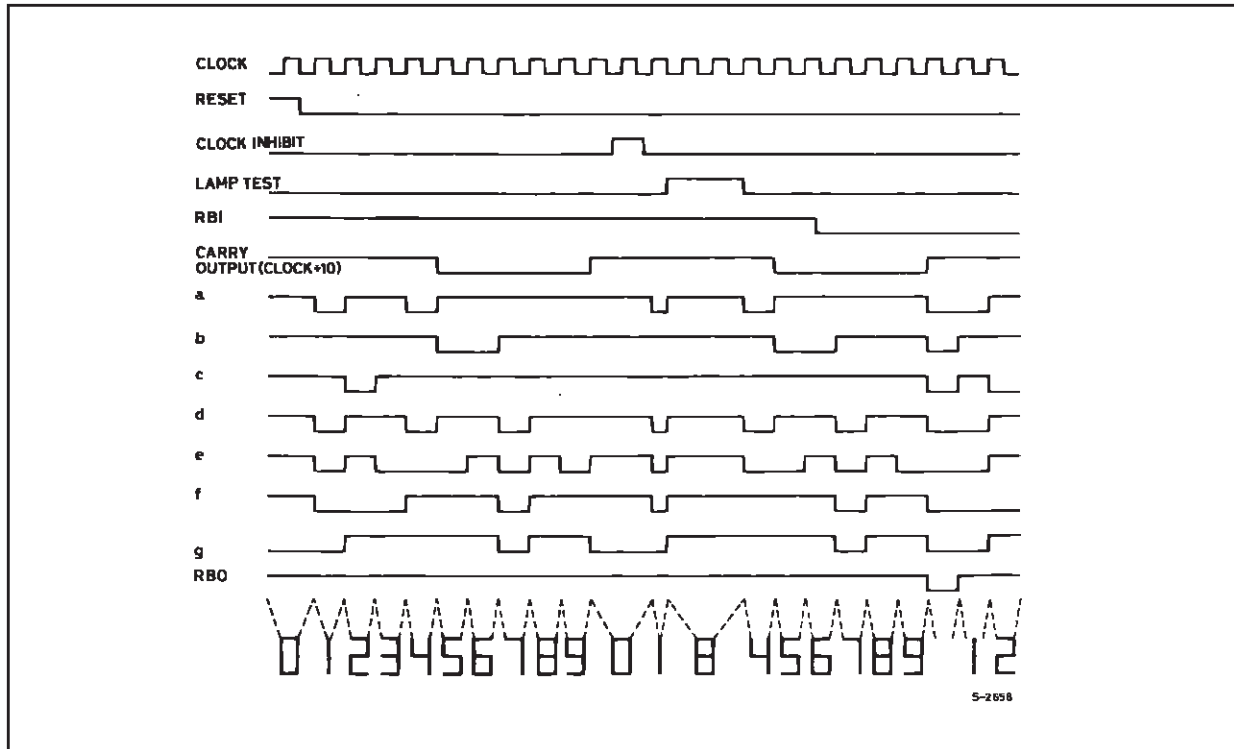 CLOCK
RESET
CLOCK INHIBIT
LAMP TEST
RBI
CARRY
OUTPUT(CLOCK÷10)
a
b
c
d
e
f
g
RBO
0 1 2 3 4 5 6 7 8 9 0 1 8 4 5 6 7 8 9 1 2
S-2658